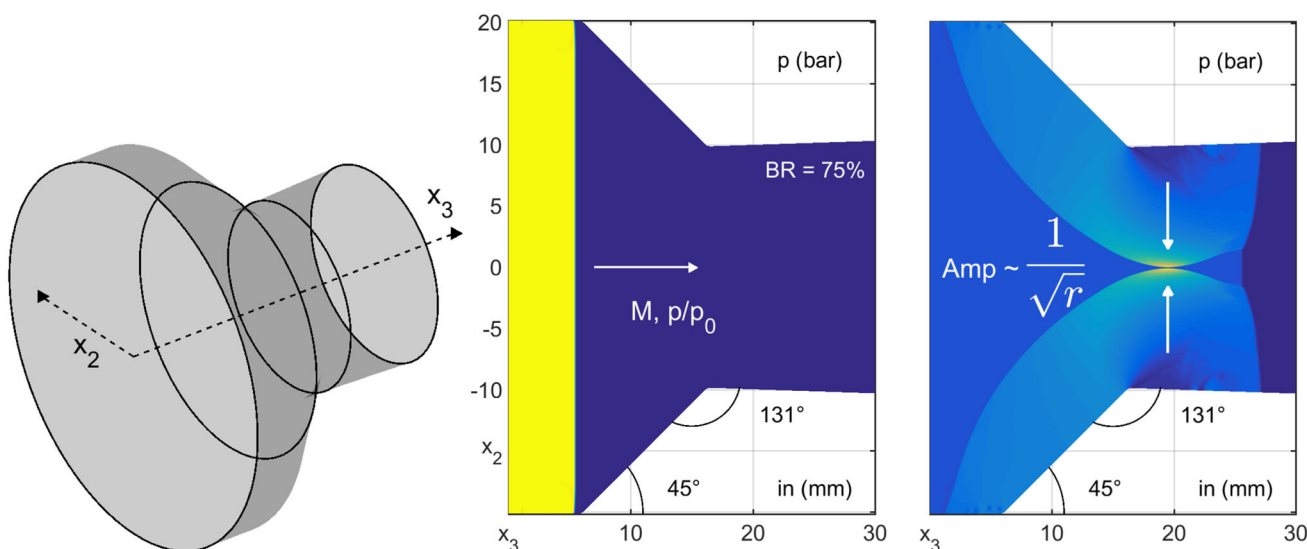 x₃
x₂
20
15
10
5
0
-5
-10
x₂
p (bar)
BR = 75%
M, p/p₀
131°
45°
in (mm)
x₃
10
20
30
p (bar)
Amp ~ 1/√r
131°
45°
in (mm)
x₃
10
20
30